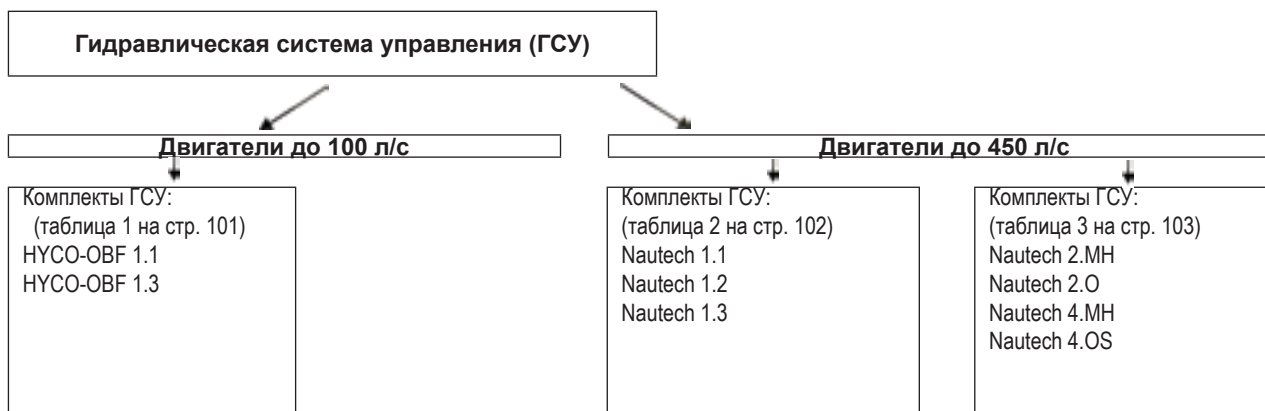 Гидравлическая система управления (ГСУ)
Двигатели до 100 л/с
Двигатели до 450 л/с
Комплекты ГСУ:
(таблица 1 на стр. 101)
HYCO-OBF 1.1
HYCO-OBF 1.3
Комплекты ГСУ:
(таблица 2 на стр. 102)
Nautech 1.1
Nautech 1.2
Nautech 1.3
Комплекты ГСУ:
(таблица 3 на стр. 103)
Nautech 2.MH
Nautech 2.O
Nautech 4.MH
Nautech 4.OS